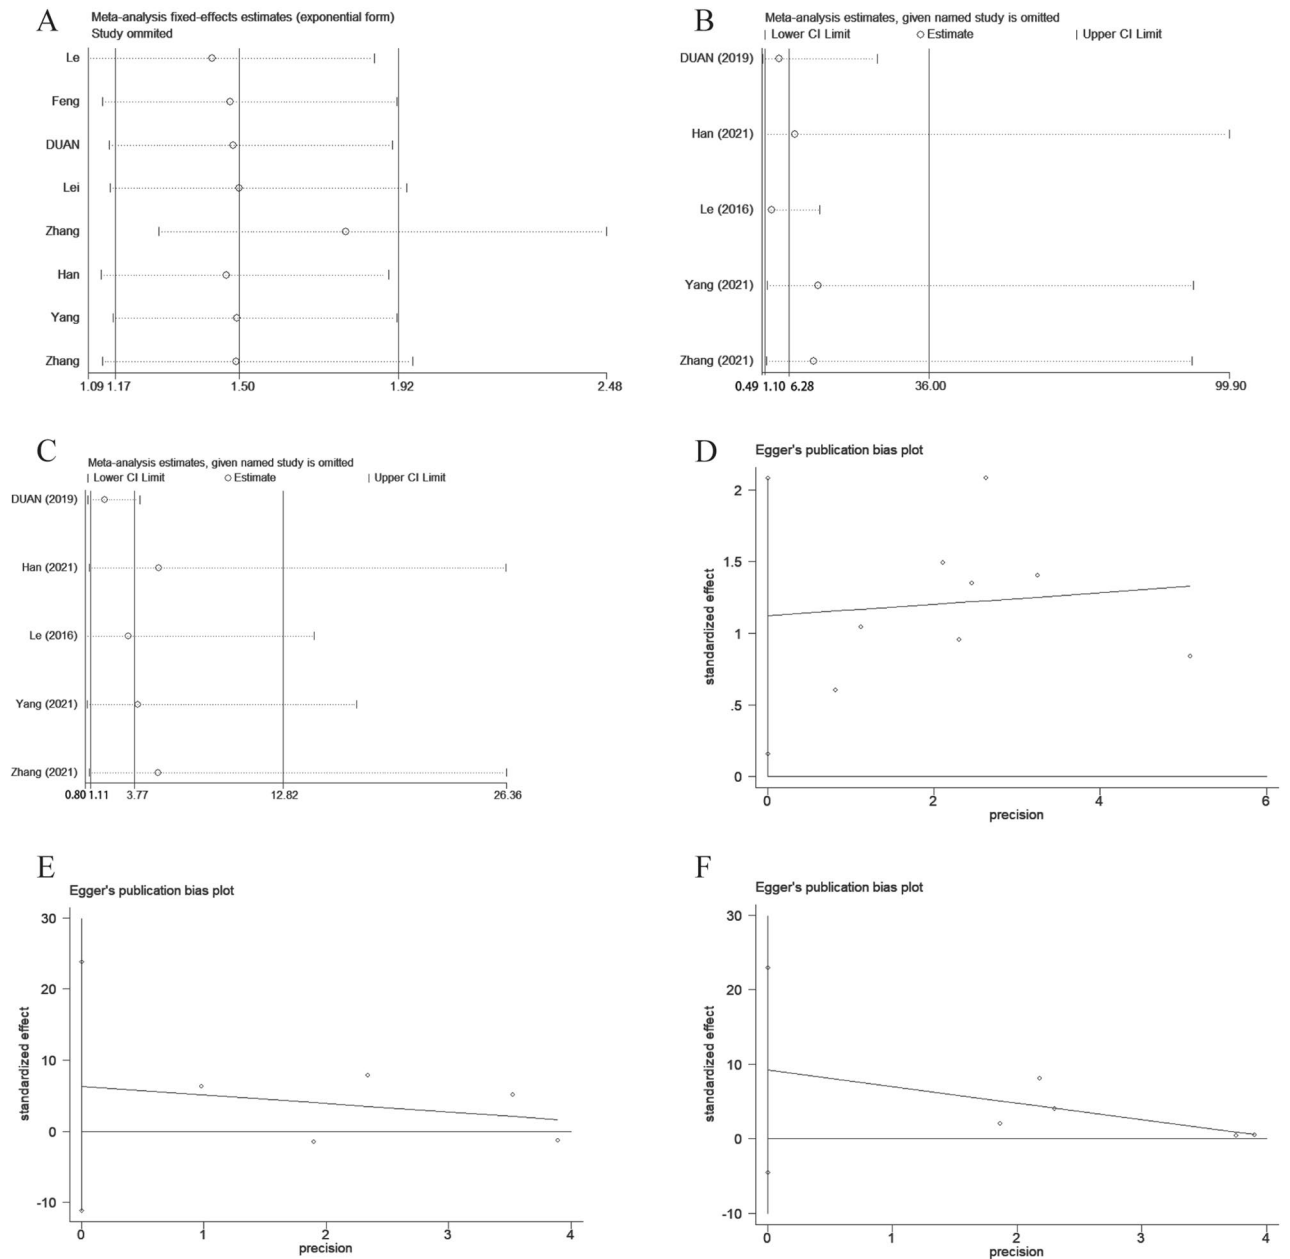 A
Meta-analysis fixed-effects estimates (exponential form)
Study ommited
Le
Feng
DUAN
Lei
Zhang
Han
Yang
Zhang
1.09 1.17 1.50 1.92 2.48
B
Meta-analysis estimates, given named study is omitted
| Lower CI Limit ○ Estimate | Upper CI Limit
DUAN (2019)
Han (2021)
Le (2016)
Yang (2021)
Zhang (2021)
0.49 1.10 6.28 36.00 99.90
C
Meta-analysis estimates, given named study is omitted
| Lower CI Limit ○ Estimate | Upper CI Limit
DUAN (2019)
Han (2021)
Le (2016)
Yang (2021)
Zhang (2021)
0.80 1.11 3.77 12.82 26.36
D
Egger's publication bias plot
standardized effect
2
1.5
1
.5
0
0 2 4 6
precision
E
Egger's publication bias plot
standardized effect
30
20
10
0
-10
0 1 2 3 4
precision
F
Egger's publication bias plot
standardized effect
30
20
10
0
-10
0 1 2 3 4
precision